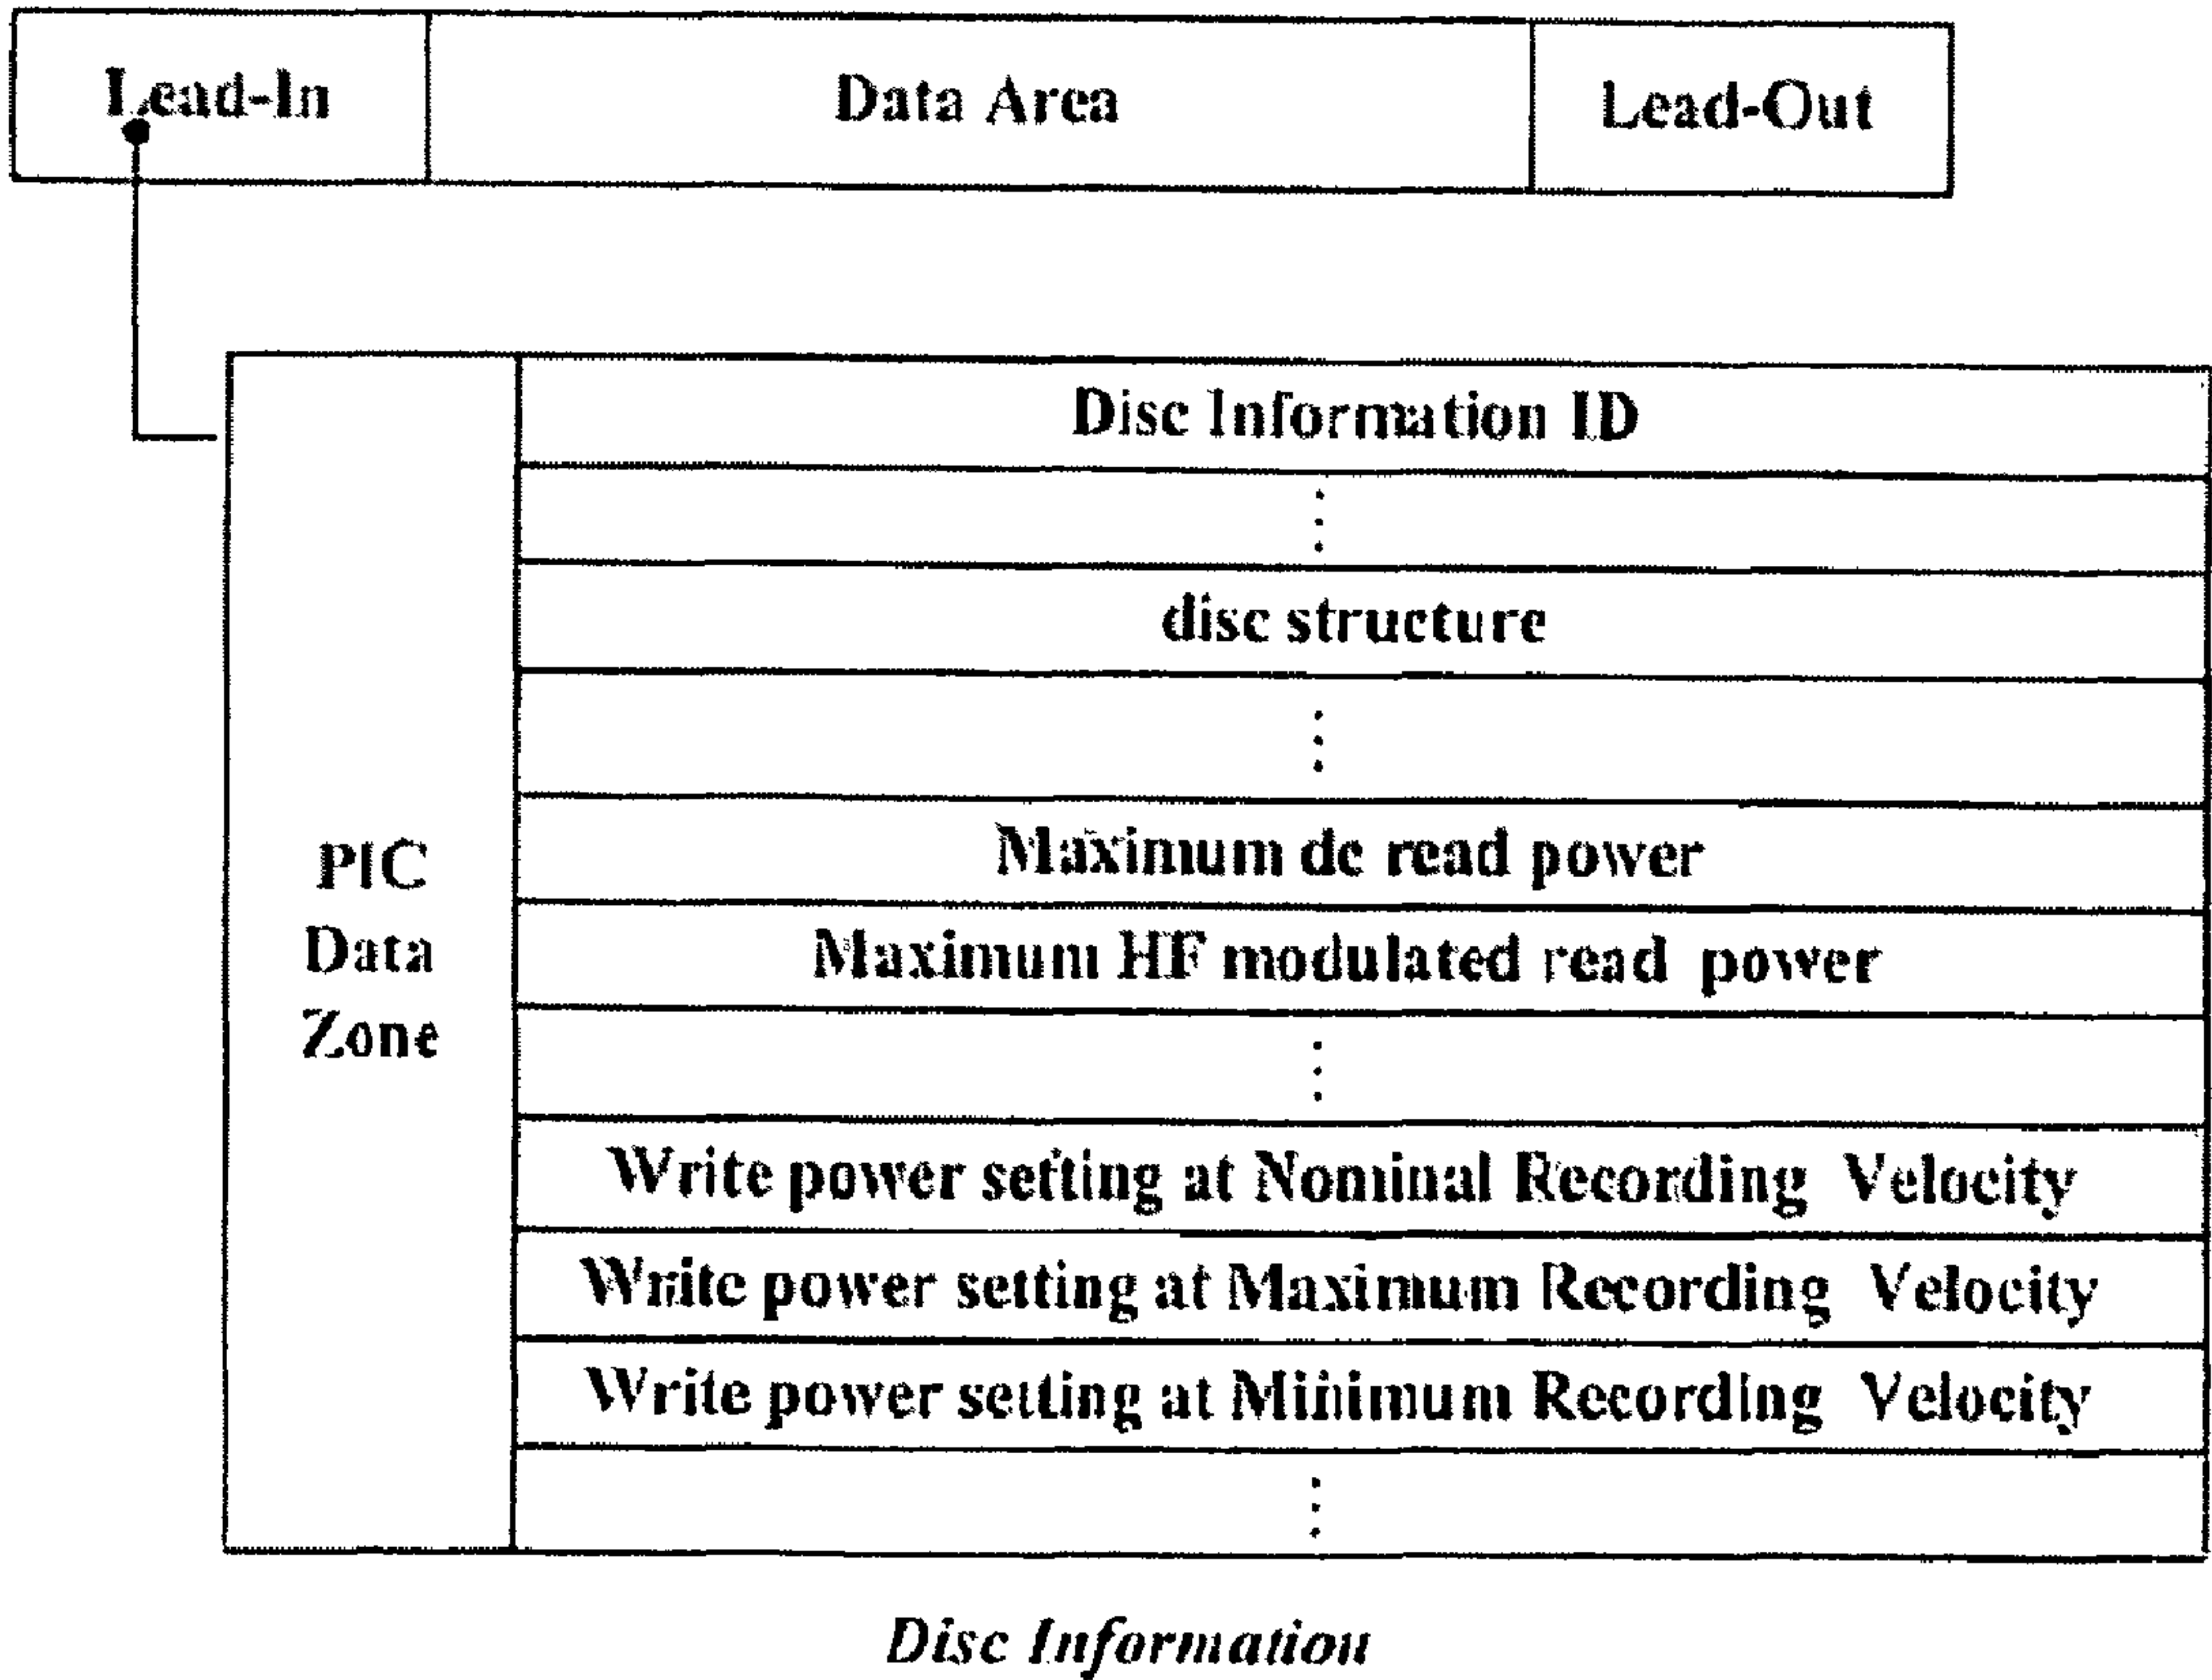 Lead-In
Data Area
Lead-Out
Disc Information ID
disc structure
Maximum dc read power
Maximum HF modulated read power
PIC
Data
Zone
Write power setting at Nominal Recording Velocity
Write power setting at Maximum Recording Velocity
Write power setting at Minimum Recording Velocity
Disc Information